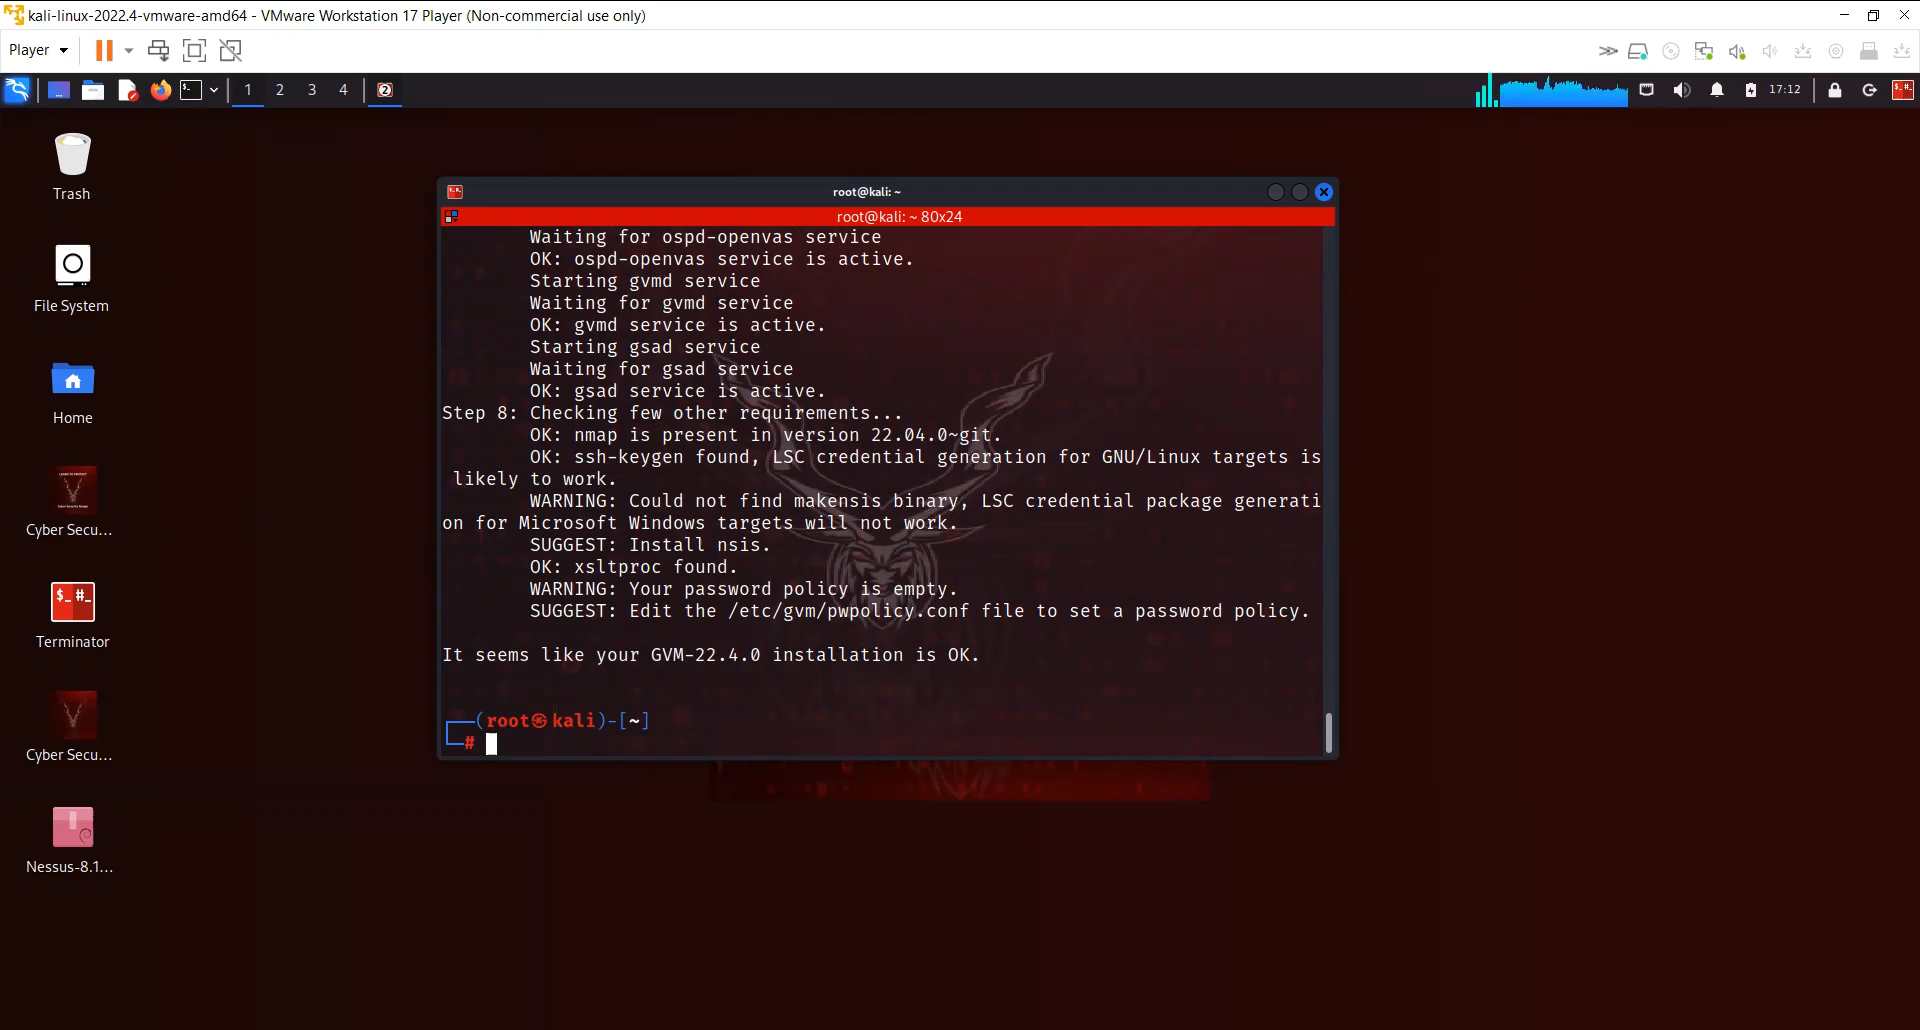 kali-linux-2022.4-vmware-amd64 - VMware Workstation 17 Player (Non-commercial use only)
Player
1 2 3 4
17:12
Trash
File System
Home
Cyber Secu...
Terminator
Cyber Secu...
Nessus-8.1...
root@kali: ~
root@kali: ~ 80x24
Waiting for ospd-openvas service
OK: ospd-openvas service is active.
Starting gvmd service
Waiting for gvmd service
OK: gvmd service is active.
Starting gsad service
Waiting for gsad service
OK: gsad service is active.
Step 8: Checking few other requirements...
OK: nmap is present in version 22.04.0~git.
OK: ssh-keygen found, LSC credential generation for GNU/Linux targets is
likely to work.
WARNING: Could not find makensis binary, LSC credential package generati
on for Microsoft Windows targets will not work.
SUGGEST: Install nsis.
OK: xsltproc found.
WARNING: Your password policy is empty.
SUGGEST: Edit the /etc/gvm/pwpolicy.conf file to set a password policy.
It seems like your GVM-22.4.0 installation is OK.
┌──(root㉿kali)-[~]
└─#